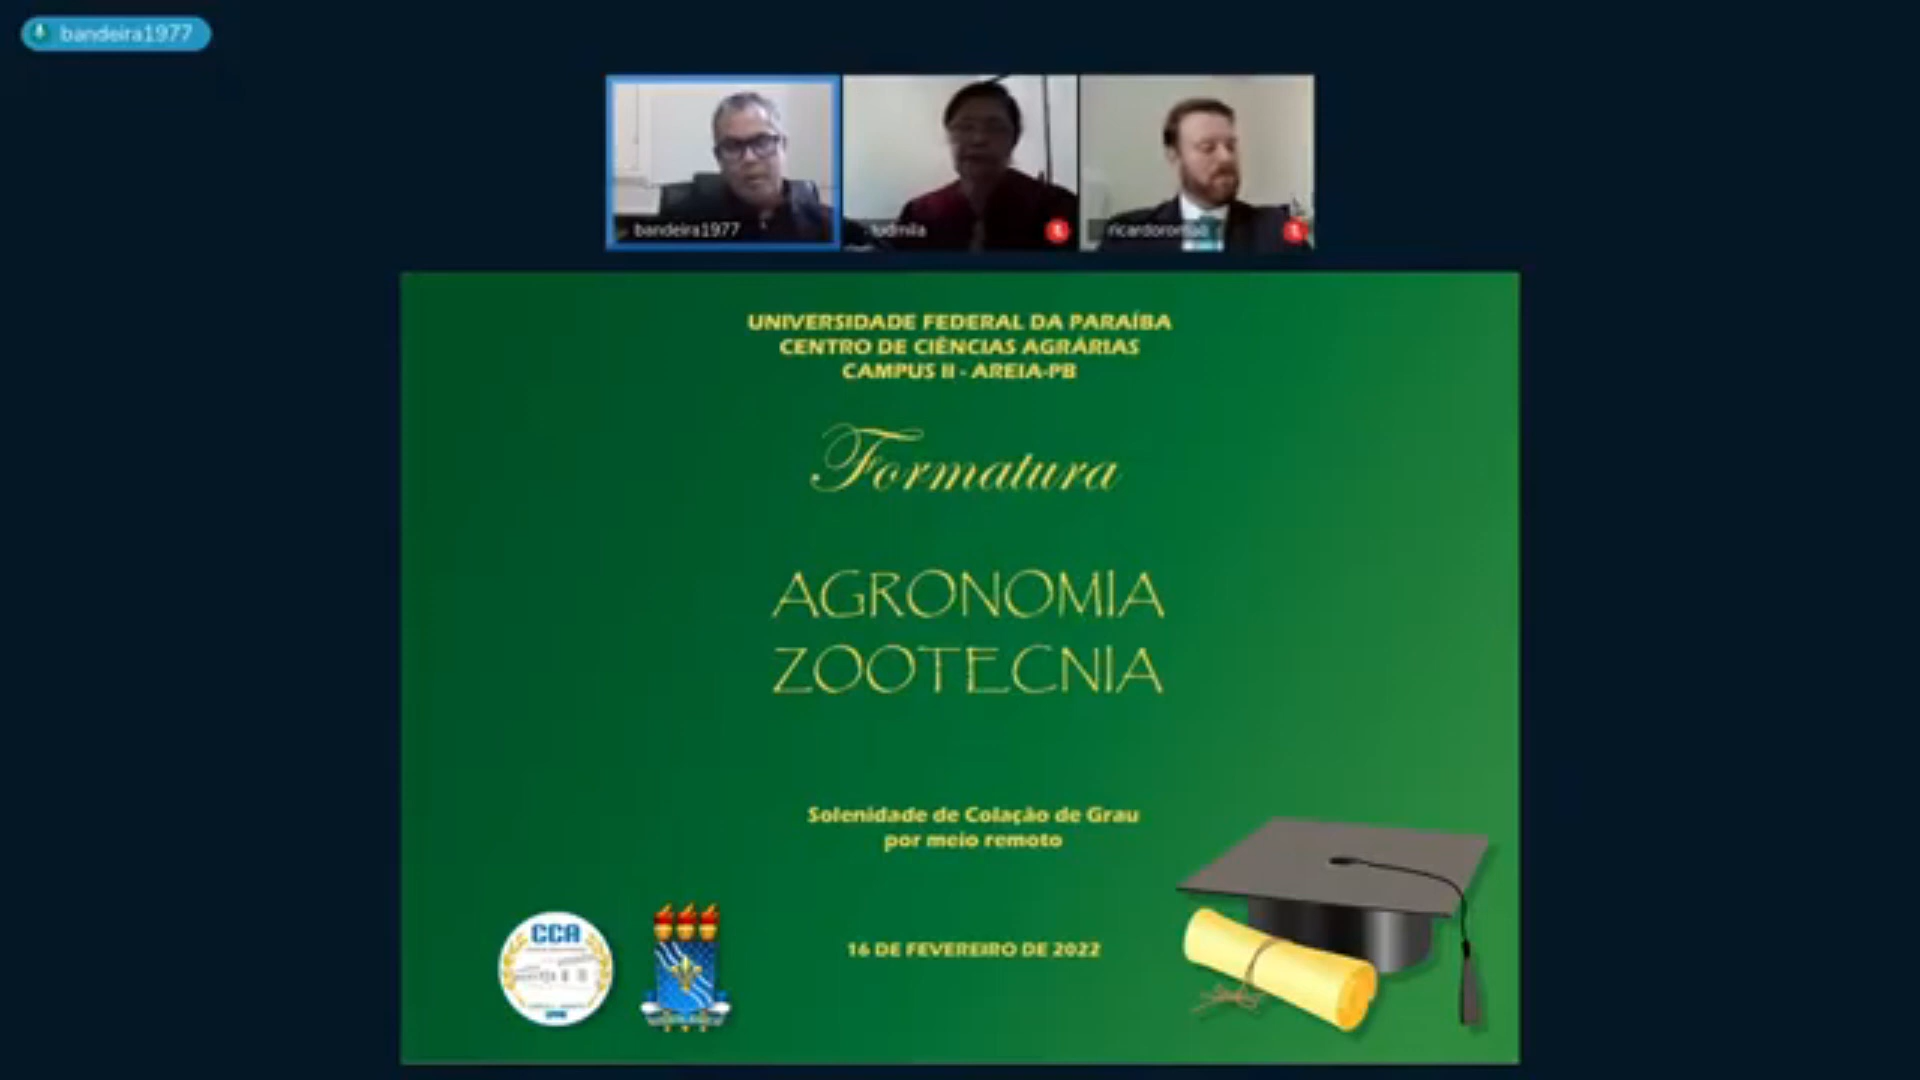 bandeira1977
bandeira1977
ludmila
UNIVERSIDADE FEDERAL DA PARAÍBA
CENTRO DE CIÊNCIAS AGRÁRIAS
CAMPUS II - AREIA-PB
Formatura
AGRONOMIA
ZOOTECNIA
Solenidade de Colação de Grau
por meio remoto
CCA
16 DE FEVEREIRO DE 2022